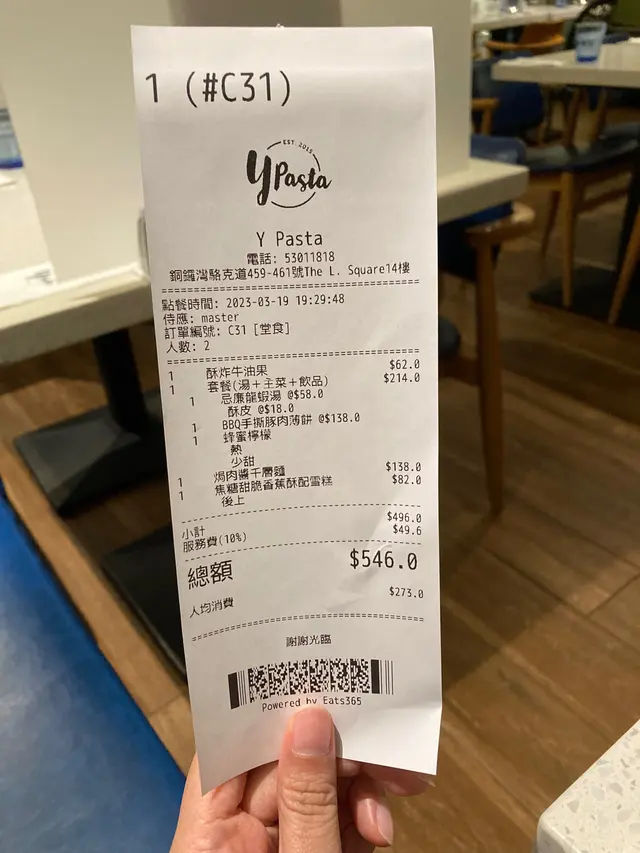 1 (#C31)
EST. 2015
Y Pasta
Y Pasta
電話: 53011818
銅鑼灣駱克道459-461號The L. Square14樓
點餐時間: 2023-03-19 19:29:48
侍應: master
訂單編號: C31 [堂食]
人數: 2
1 酥炸牛油果 $62.0
1 套餐(湯+主菜+飲品) $214.0
1 忌廉龍蝦湯 @$58.0
酥皮 @$18.0
1 BBQ手撕豚肉薄餅 @$138.0
1 蜂蜜檸檬
熱
少甜
1 焗肉醬千層麵 $138.0
1 焦糖甜脆香蕉酥配雪糕 $82.0
後上
小計 $496.0
服務費(10%) $49.6
總額 $546.0
人均消費 $273.0
謝謝光臨
Powered by Eats365